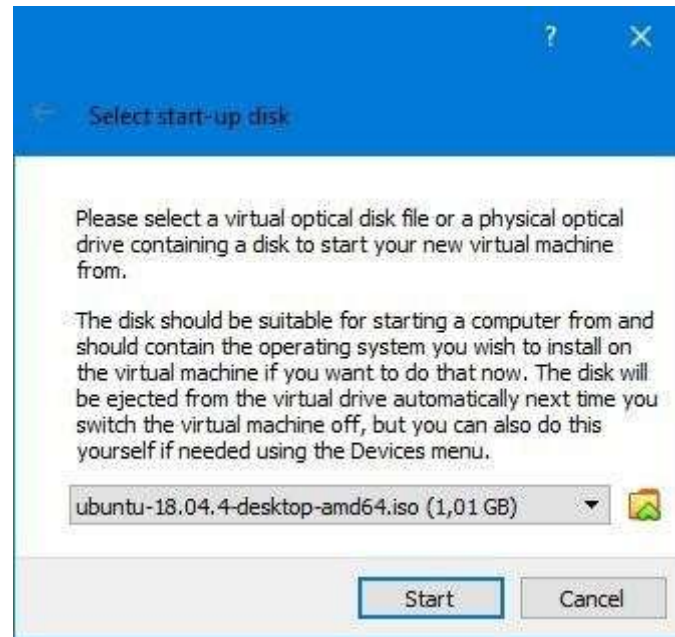 ?
Select start-up disk
Please select a virtual optical disk file or a physical optical
drive containing a disk to start your new virtual machine
from.
The disk should be suitable for starting a computer from and
should contain the operating system you wish to install on
the virtual machine if you want to do that now. The disk will
be ejected from the virtual drive automatically next time you
switch the virtual machine off, but you can also do this
yourself if needed using the Devices menu.
ubuntu-18.04.4-desktop-amd64.iso (1,01 GB)
Start Cancel